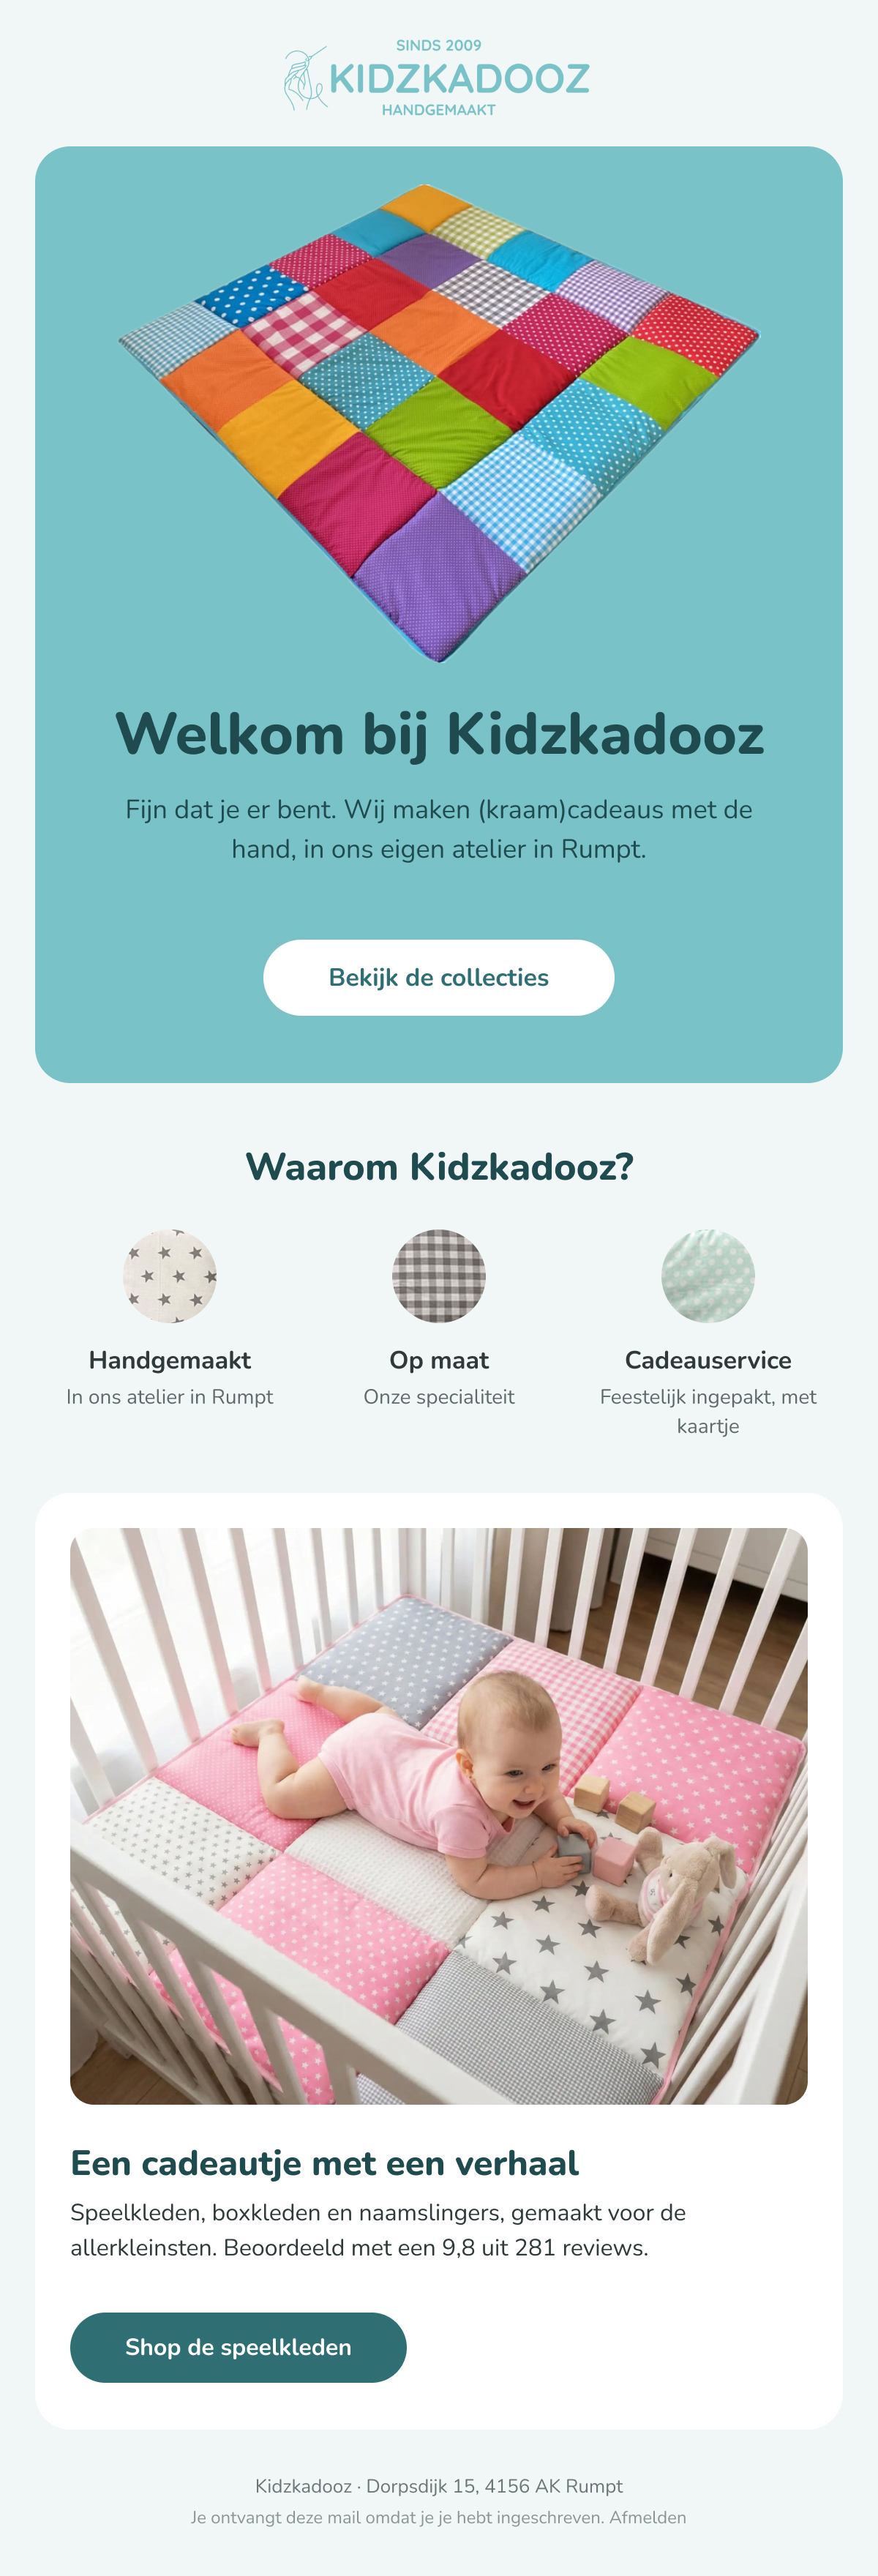 SINDS 2009
KIDZKADOOZ
HANDGEMAAKT
Welkom bij Kidzkadooz
Fijn dat je er bent. Wij maken (kraam)cadeaus met de
hand, in ons eigen atelier in Rumpt.
Bekijk de collecties
Waarom Kidzkadooz?
Handgemaakt
In ons atelier in Rumpt
Op maat
Onze specialiteit
Cadeauservice
Feestelijk ingepakt, met
kaartje
Een cadeautje met een verhaal
Speelkleden, boxkleden en naamslingers, gemaakt voor de
allerkleinsten. Beoordeeld met een 9,8 uit 281 reviews.
Shop de speelkleden
Kidzkadooz · Dorpsdijk 15, 4156 AK Rumpt
Je ontvangt deze mail omdat je je hebt ingeschreven. Afmelden